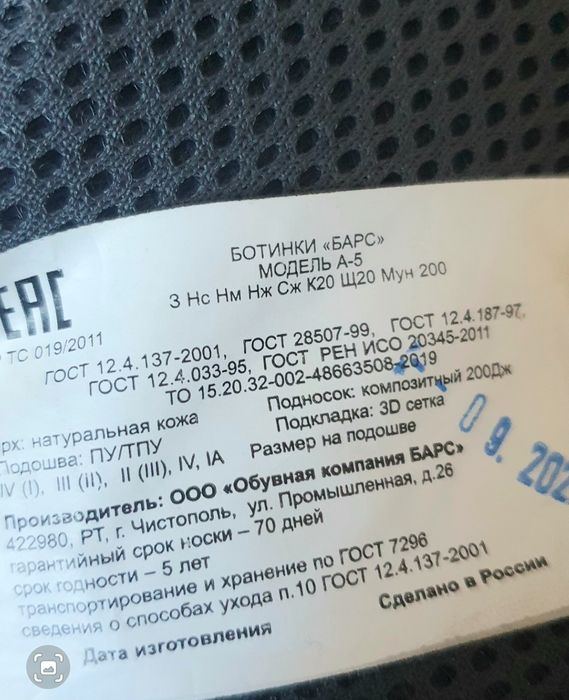 БОТИНКИ «БАРС»
МОДЕЛЬ А-5
З Нс Нм Нж Сж К20 Щ20 Мун 200
ЕАС
ТС 019/2011
ГОСТ 12.4.137-2001, ГОСТ 28507-99, ГОСТ 12.4.187-97,
ГОСТ 12.4.033-95, ГОСТ РЕН ИСО 20345-2011
ТО 15.20.32-002-48663508-2019
рх: натуральная кожа
Подносок: композитный 200Дж
Подошва: ПУ/ТПУ
Подкладка: 3D сетка
IV (I), III (II), II (III), IV, IA
Размер на подошве
09.202
Производитель: ООО «Обувная компания БАРС»
422980, РТ, г. Чистополь, ул. Промышленная, д.26
гарантийный срок носки – 70 дней
срок годности – 5 лет
транспортирование и хранение по ГОСТ 7296
сведения о способах ухода п.10 ГОСТ 12.4.137-2001
Сделано в России
Дата изготовления